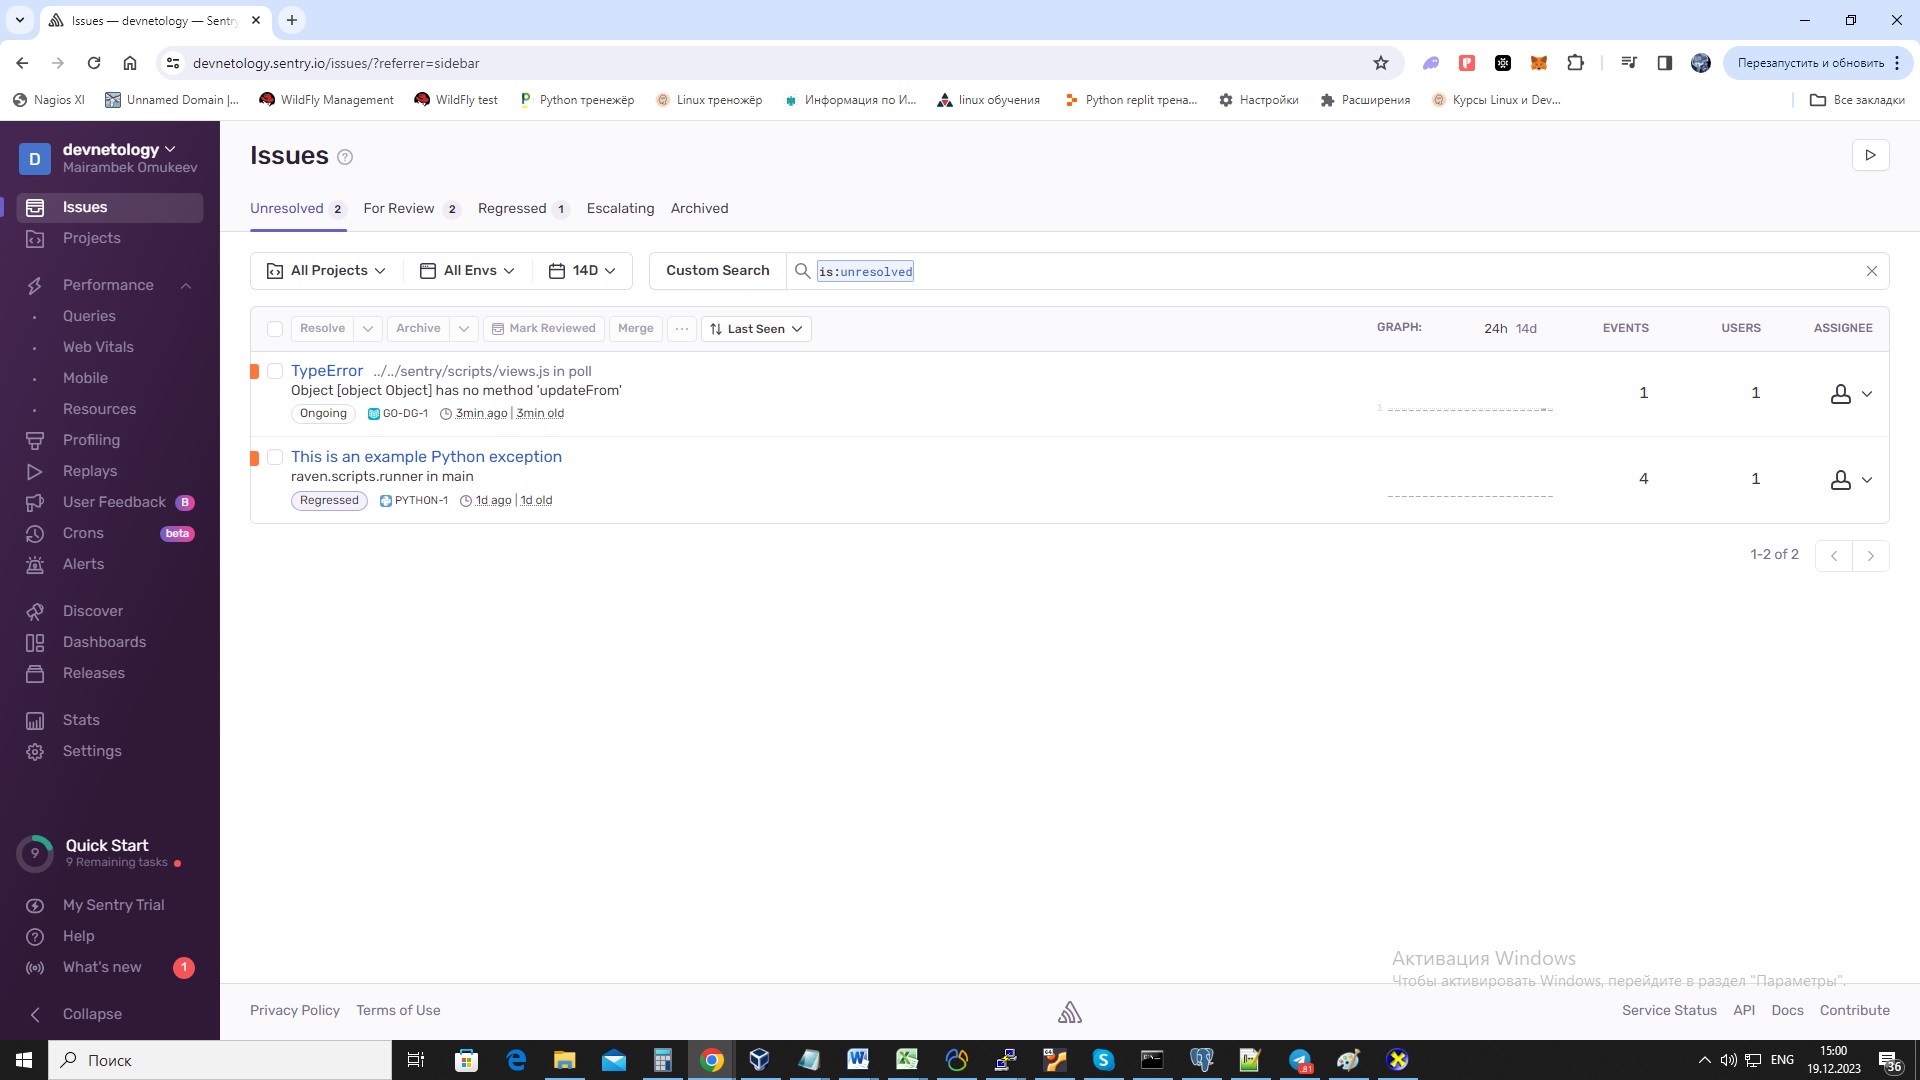 Issues — devnetology — Sentry
devnetology.sentry.io/issues/?referrer=sidebar
Перезапустить и обновить
Nagios XI
Unnamed Domain |...
WildFly Management
WildFly test
Python тренежёр
Linux треножёр
Информация по И...
linux обучения
Python replit трена...
Настройки
Расширения
Курсы Linux и Dev...
Все закладки
D
devnetology
Mairambek Omukeev
Issues
Projects
Performance
Queries
Web Vitals
Mobile
Resources
Profiling
Replays
User Feedback B
Crons beta
Alerts
Discover
Dashboards
Releases
Stats
Settings
9
Quick Start
9 Remaining tasks
My Sentry Trial
Help
What's new 1
Collapse
Issues ?
Unresolved 2 For Review 2 Regressed 1 Escalating Archived
All Projects All Envs 14D Custom Search is:unresolved
Resolve Archive Mark Reviewed Merge ... Last Seen GRAPH: 24h 14d EVENTS USERS ASSIGNEE
TypeError ../../sentry/scripts/views.js in poll
Object [object Object] has no method 'updateFrom'
Ongoing GO-DG-1 3min ago | 3min old
1
1 1
This is an example Python exception
raven.scripts.runner in main
Regressed PYTHON-1 1d ago | 1d old
4 1
1-2 of 2
Активация Windows
Чтобы активировать Windows, перейдите в раздел "Параметры".
Privacy Policy Terms of Use Service Status API Docs Contribute
Поиск
81
ENG
15:00
19.12.2023
36